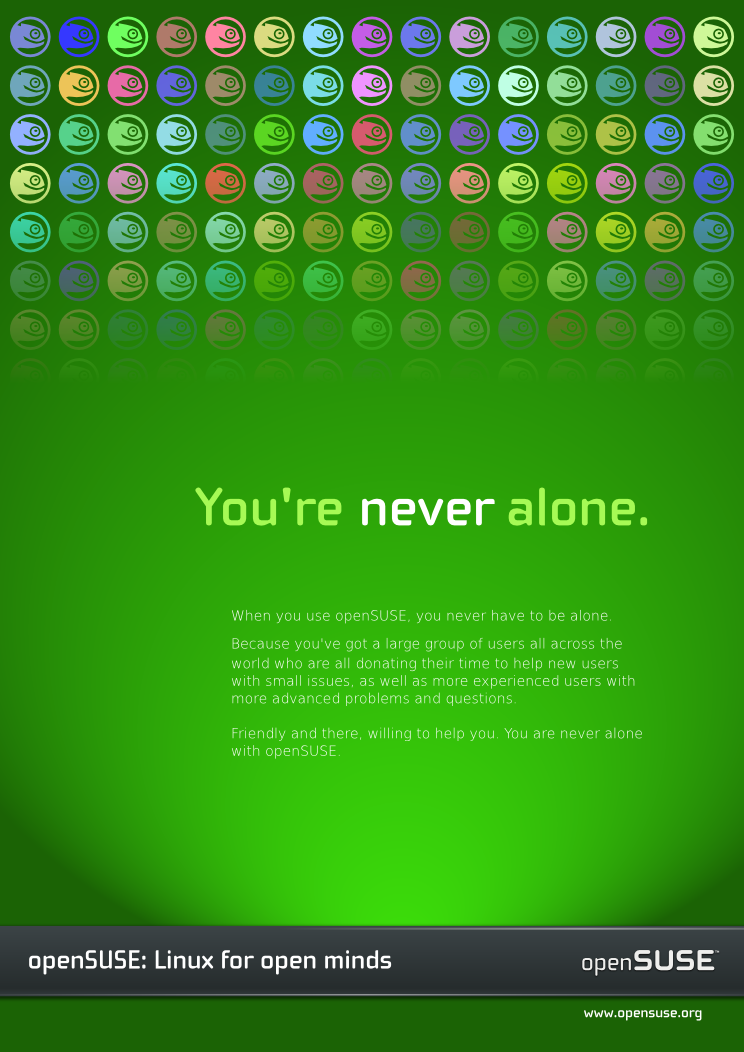 You're never alone.
When you use openSUSE, you never have to be alone.
Because you've got a large group of users all across the
world who are all donating their time to help new users
with small issues, as well as more experienced users with
more advanced problems and questions.
Friendly and there, willing to help you. You are never alone
with openSUSE.
openSUSE: Linux for open minds
openSUSE™
www.opensuse.org